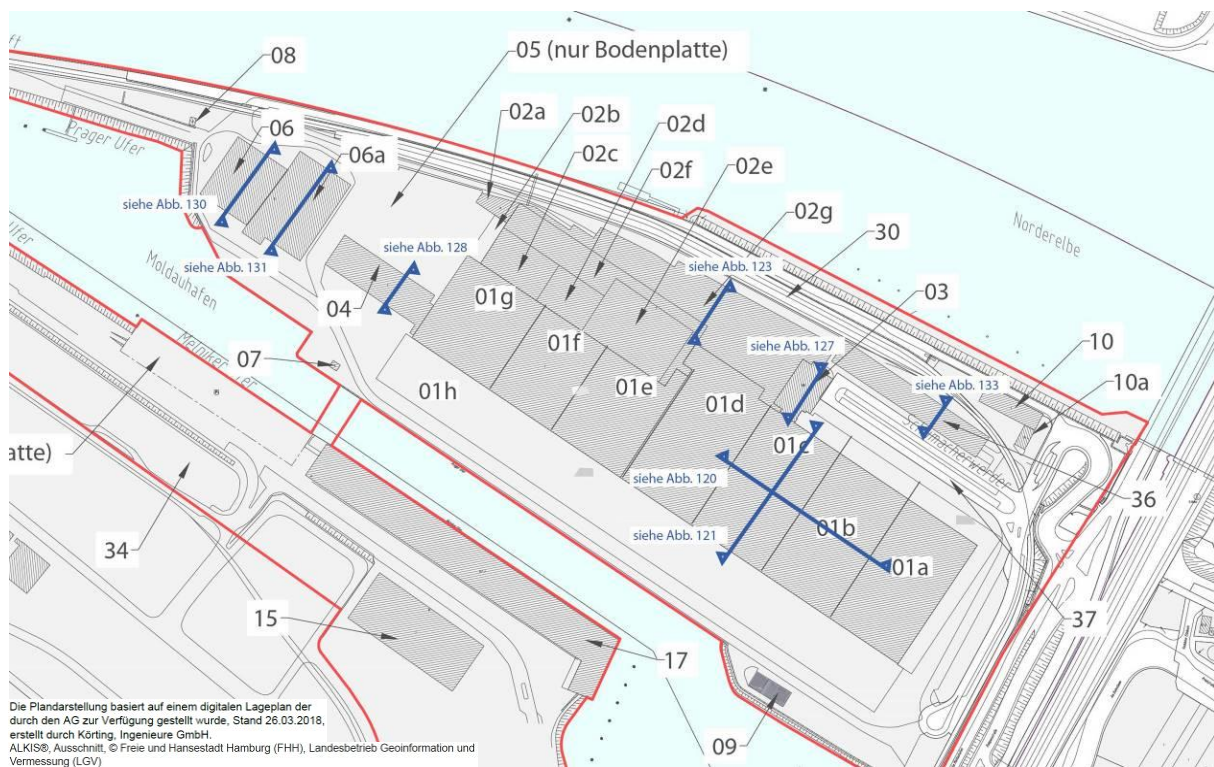 08
05 (nur Bodenplatte)
Prager Ufer
06
06a
02a
02b
02c
02d
02f
02e
02g
30
Norderelbe
siehe Abb. 130
siehe Abb. 131
siehe Abb. 128
siehe Abb. 123
03
Ufer
Moldauhafen
04
01g
01f
01e
01d
01c
siehe Abb. 127
10
10a
siehe Abb. 133
07
01h
Melniker Ufer
atte)
34
siehe Abb. 120
siehe Abb. 121
01b
01a
Schumacherwerder
36
37
15
17
09
Die Plandarstellung basiert auf einem digitalen Lageplan der
durch den AG zur Verfügung gestellt wurde, Stand 26.03.2018,
erstellt durch Körting, Ingenieure GmbH.
ALKIS®, Ausschnitt, © Freie und Hansestadt Hamburg (FHH), Landesbetrieb Geoinformation und
Vermessung (LGV)